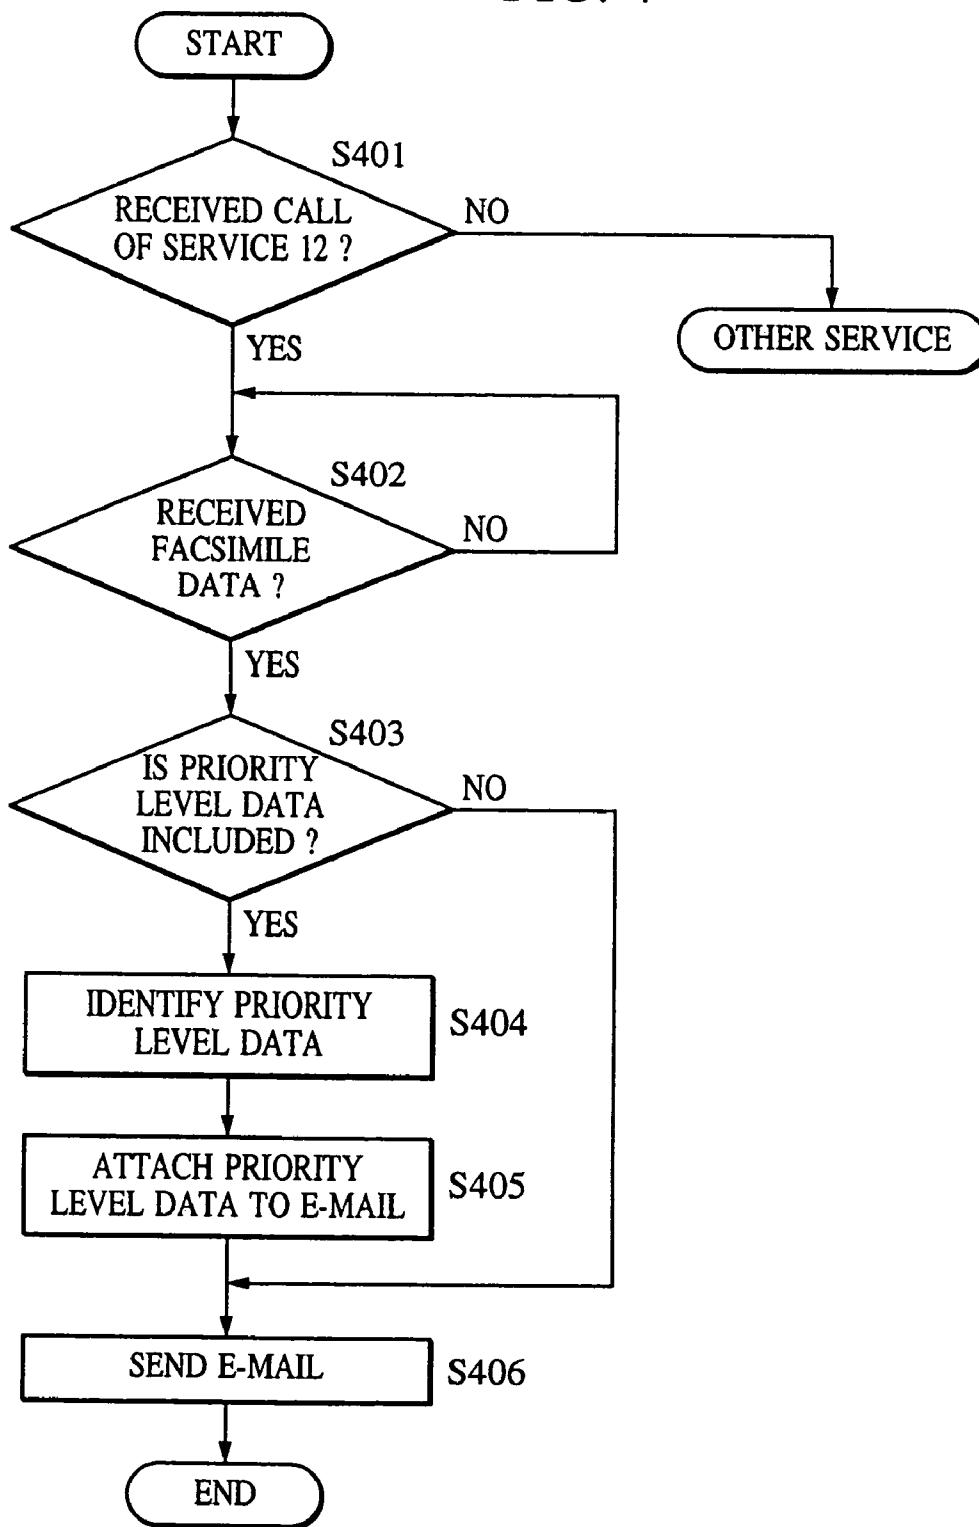 START
S401
RECEIVED CALL
OF SERVICE 12 ?
NO
OTHER SERVICE
YES
S402
RECEIVED
FACSIMILE
DATA ?
NO
YES
S403
IS PRIORITY
LEVEL DATA
INCLUDED ?
NO
YES
IDENTIFY PRIORITY
LEVEL DATA
S404
ATTACH PRIORITY
LEVEL DATA TO E-MAIL
S405
SEND E-MAIL
S406
END